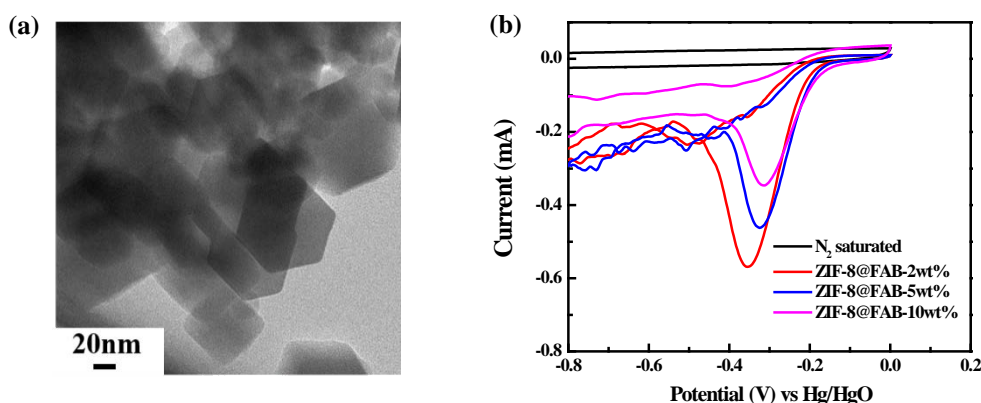 (a)
20nm
(b)
Current (mA)
0.0
-0.2
-0.4
-0.6
-0.8
N2 saturated
ZIF-8@FAB-2wt%
ZIF-8@FAB-5wt%
ZIF-8@FAB-10wt%
-0.8 -0.6 -0.4 -0.2 0.0 0.2
Potential (V) vs Hg/HgO